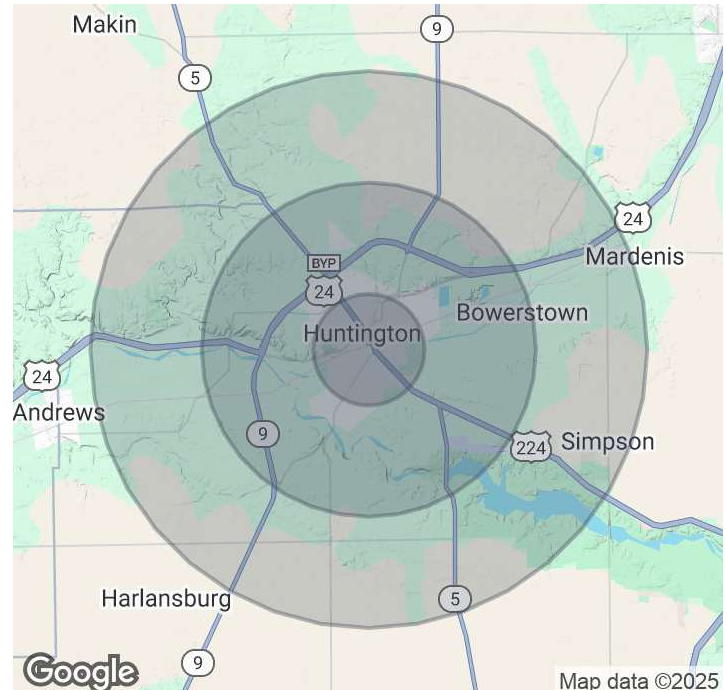 Makin
9
5
24
Mardenis
BYP
24
Bowerstown
Huntington
24
Andrews
9
224
Simpson
Harlansburg
5
9
Google
Map data ©2025